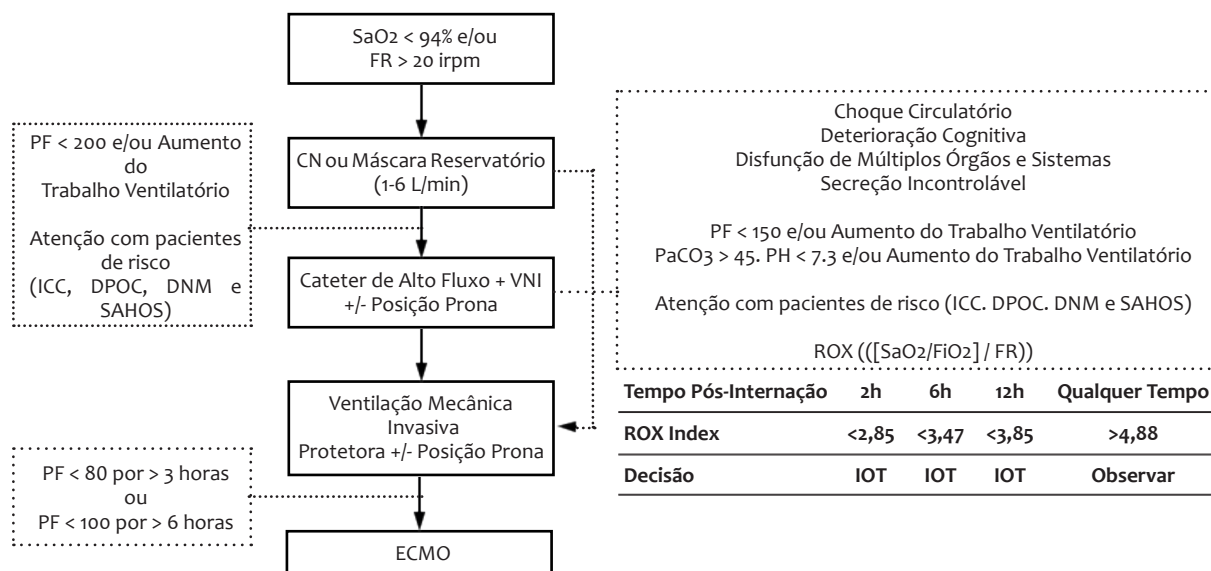 SaO2 < 94% e/ou
FR > 20 irpm
PF < 200 e/ou Aumento
do
Trabalho Ventilatório
Atenção com pacientes
de risco
(ICC, DPOC, DNM e
SAHOS)
CN ou Máscara Reservatório
(1-6 L/min)
Cateter de Alto Fluxo + VNI
+/- Posição Prona
Ventilação Mecânica
Invasiva
Protetora +/- Posição Prona
PF < 80 por > 3 horas
ou
PF < 100 por > 6 horas
ECMO
Choque Circulatório
Deterioração Cognitiva
Disfunção de Múltiplos Órgãos e Sistemas
Secreção Incontrolável
PF < 150 e/ou Aumento do Trabalho Ventilatório
PaCO3 > 45. PH < 7.3 e/ou Aumento do Trabalho Ventilatório
Atenção com pacientes de risco (ICC. DPOC. DNM e SAHOS)
ROX (([SaO2/FiO2] / FR))
Tempo Pós-Internação 2h 6h 12h Qualquer Tempo
ROX Index <2,85 <3,47 <3,85 >4,88
Decisão IOT IOT IOT Observar